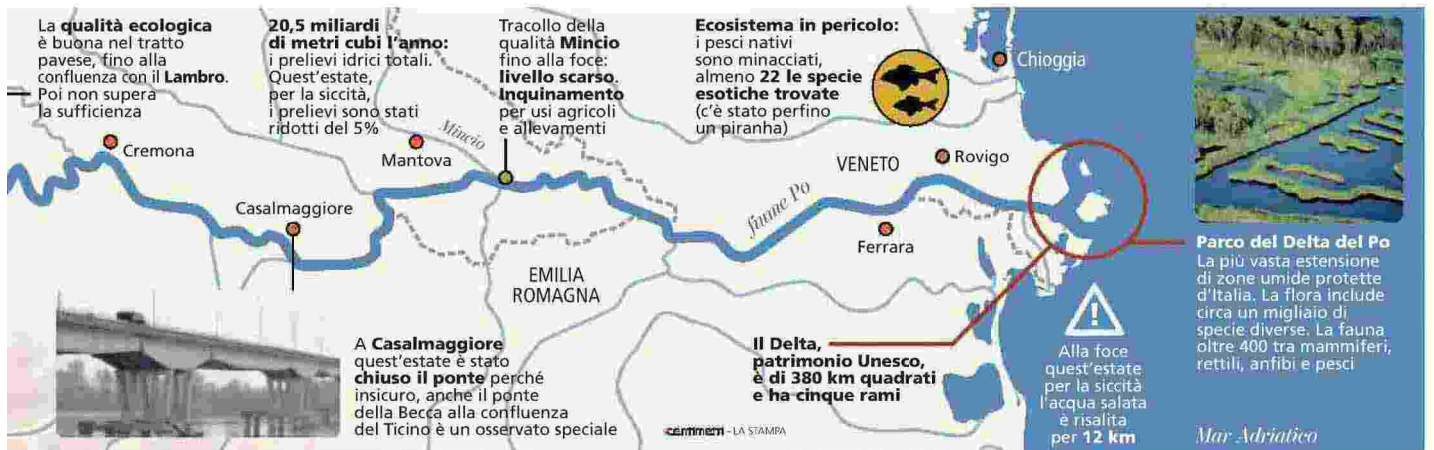 La qualità ecologica
è buona nel tratto
pavese, fino alla
confluenza con il Lambro.
Poi non supera
la sufficienza
20,5 miliardi
di metri cubi l'anno:
i prelievi idrici totali.
Quest'estate,
per la siccità,
i prelievi sono stati
ridotti del 5%
Tracollo della
qualità Mincio
fino alla foce:
livello scarso.
Inquinamento
per usi agricoli
e allevamenti
Ecosistema in pericolo:
i pesci nativi
sono minacciati,
almeno 22 le specie
esotiche trovate
(c'è stato perfino
un piranha)
Chioggia
Cremona
Mincio
Mantova
VENETO
Rovigo
Casalmaggiore
fiume Po
Ferrara
EMILIA
ROMAGNA
Parco del Delta del Po
La più vasta estensione
di zone umide protette
d'Italia. La flora include
circa un migliaio di
specie diverse. La fauna
oltre 400 tra mammiferi,
rettili, anfibi e pesci
A Casalmaggiore
quest'estate è stato
chiuso il ponte perché
insicuro, anche il ponte
della Becca alla confluenza
del Ticino è un osservato speciale
Il Delta,
patrimonio Unesco,
è di 380 km quadrati
e ha cinque rami
!
Alla foce
quest'estate
per la siccità
l'acqua salata
è risalita
per 12 km
- LA STAMPA
Mar Adriatico